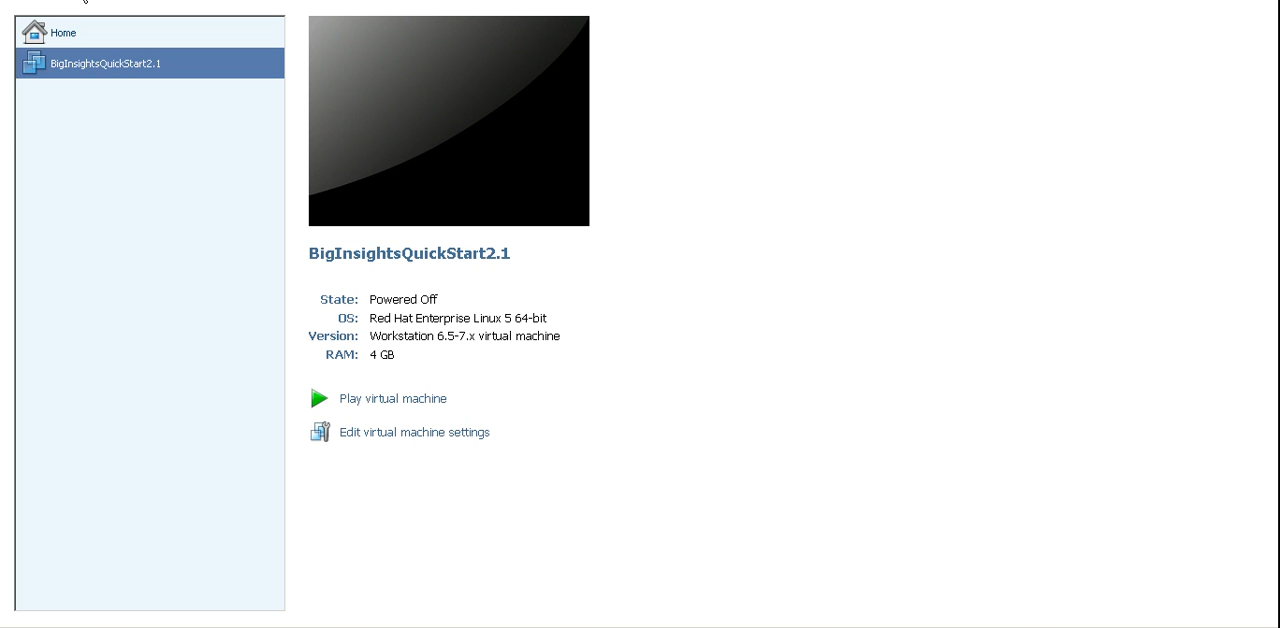 Home
BigInsightsQuickStart2.1
BigInsightsQuickStart2.1
State: Powered Off
OS: Red Hat Enterprise Linux 5 64-bit
Version: Workstation 6.5-7.x virtual machine
RAM: 4 GB
Play virtual machine
Edit virtual machine settings